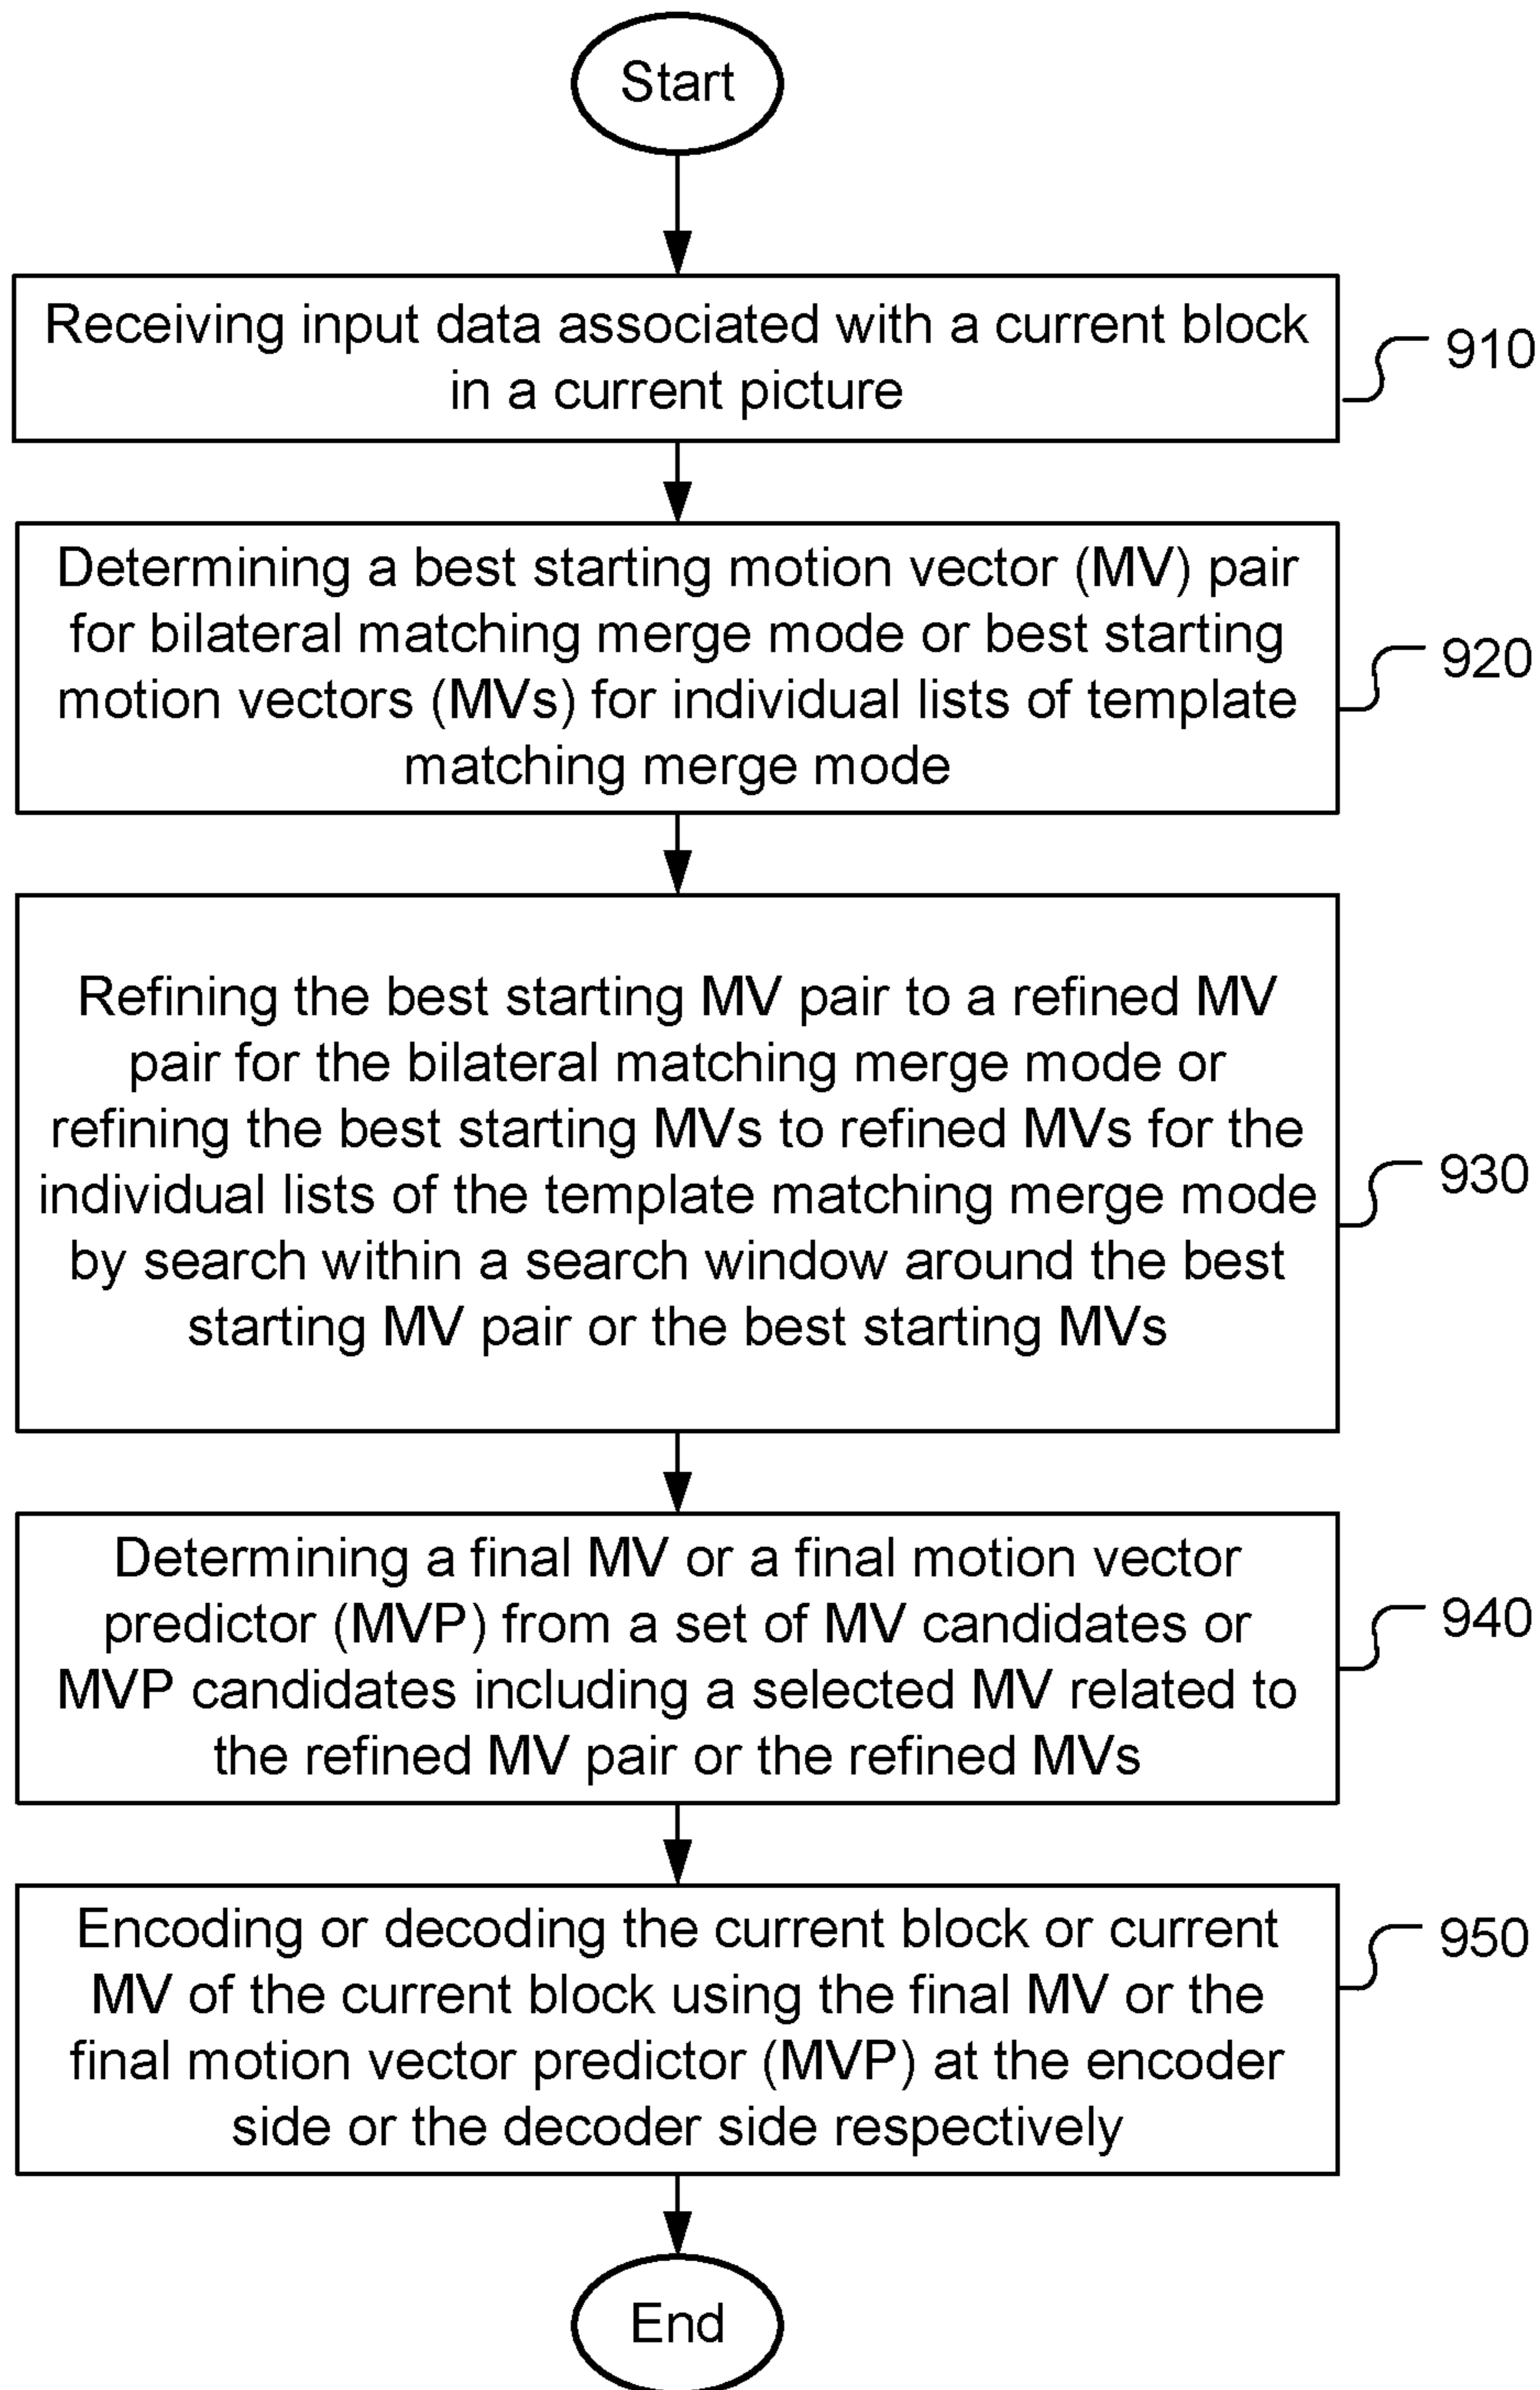 Start
Receiving input data associated with a current block
in a current picture
910
Determining a best starting motion vector (MV) pair
for bilateral matching merge mode or best starting
motion vectors (MVs) for individual lists of template
matching merge mode
920
Refining the best starting MV pair to a refined MV
pair for the bilateral matching merge mode or
refining the best starting MVs to refined MVs for the
individual lists of the template matching merge mode
by search within a search window around the best
starting MV pair or the best starting MVs
930
Determining a final MV or a final motion vector
predictor (MVP) from a set of MV candidates or
MVP candidates including a selected MV related to
the refined MV pair or the refined MVs
940
Encoding or decoding the current block or current
MV of the current block using the final MV or the
final motion vector predictor (MVP) at the encoder
side or the decoder side respectively
950
End